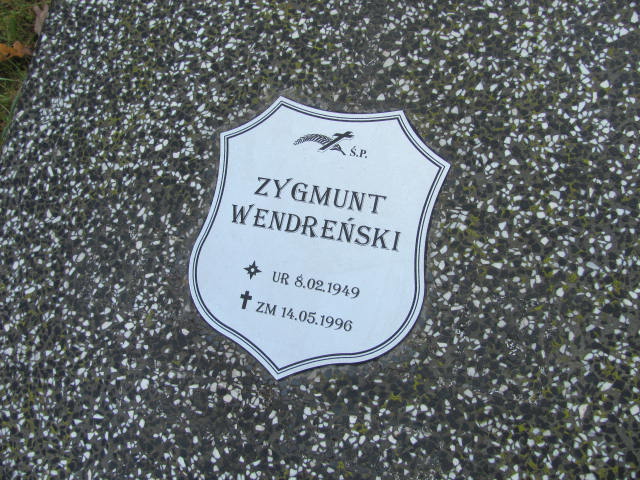 Ś.P.
ZYGMUNT
WENDREŃSKI
UR 8.02.1949
ZM 14.05.1996